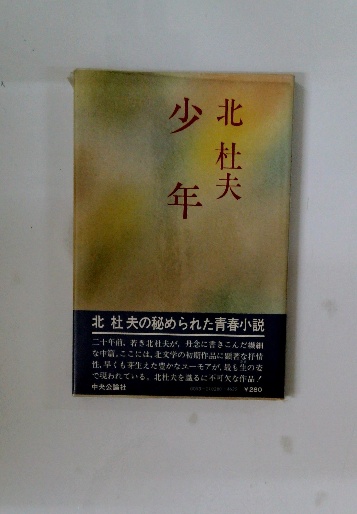 北 杜夫
少年
北 杜夫の秘められた青春小説
二十年前、若き北杜夫が、丹念に書きこんだ繊細
な中篇。ここには、北文学の初期作品に顕著な抒情
性、早くも芽生えた豊かなユーモアが、最も生の姿
で現われている。北杜夫を識るに不可欠な作品！
中央公論社
¥280